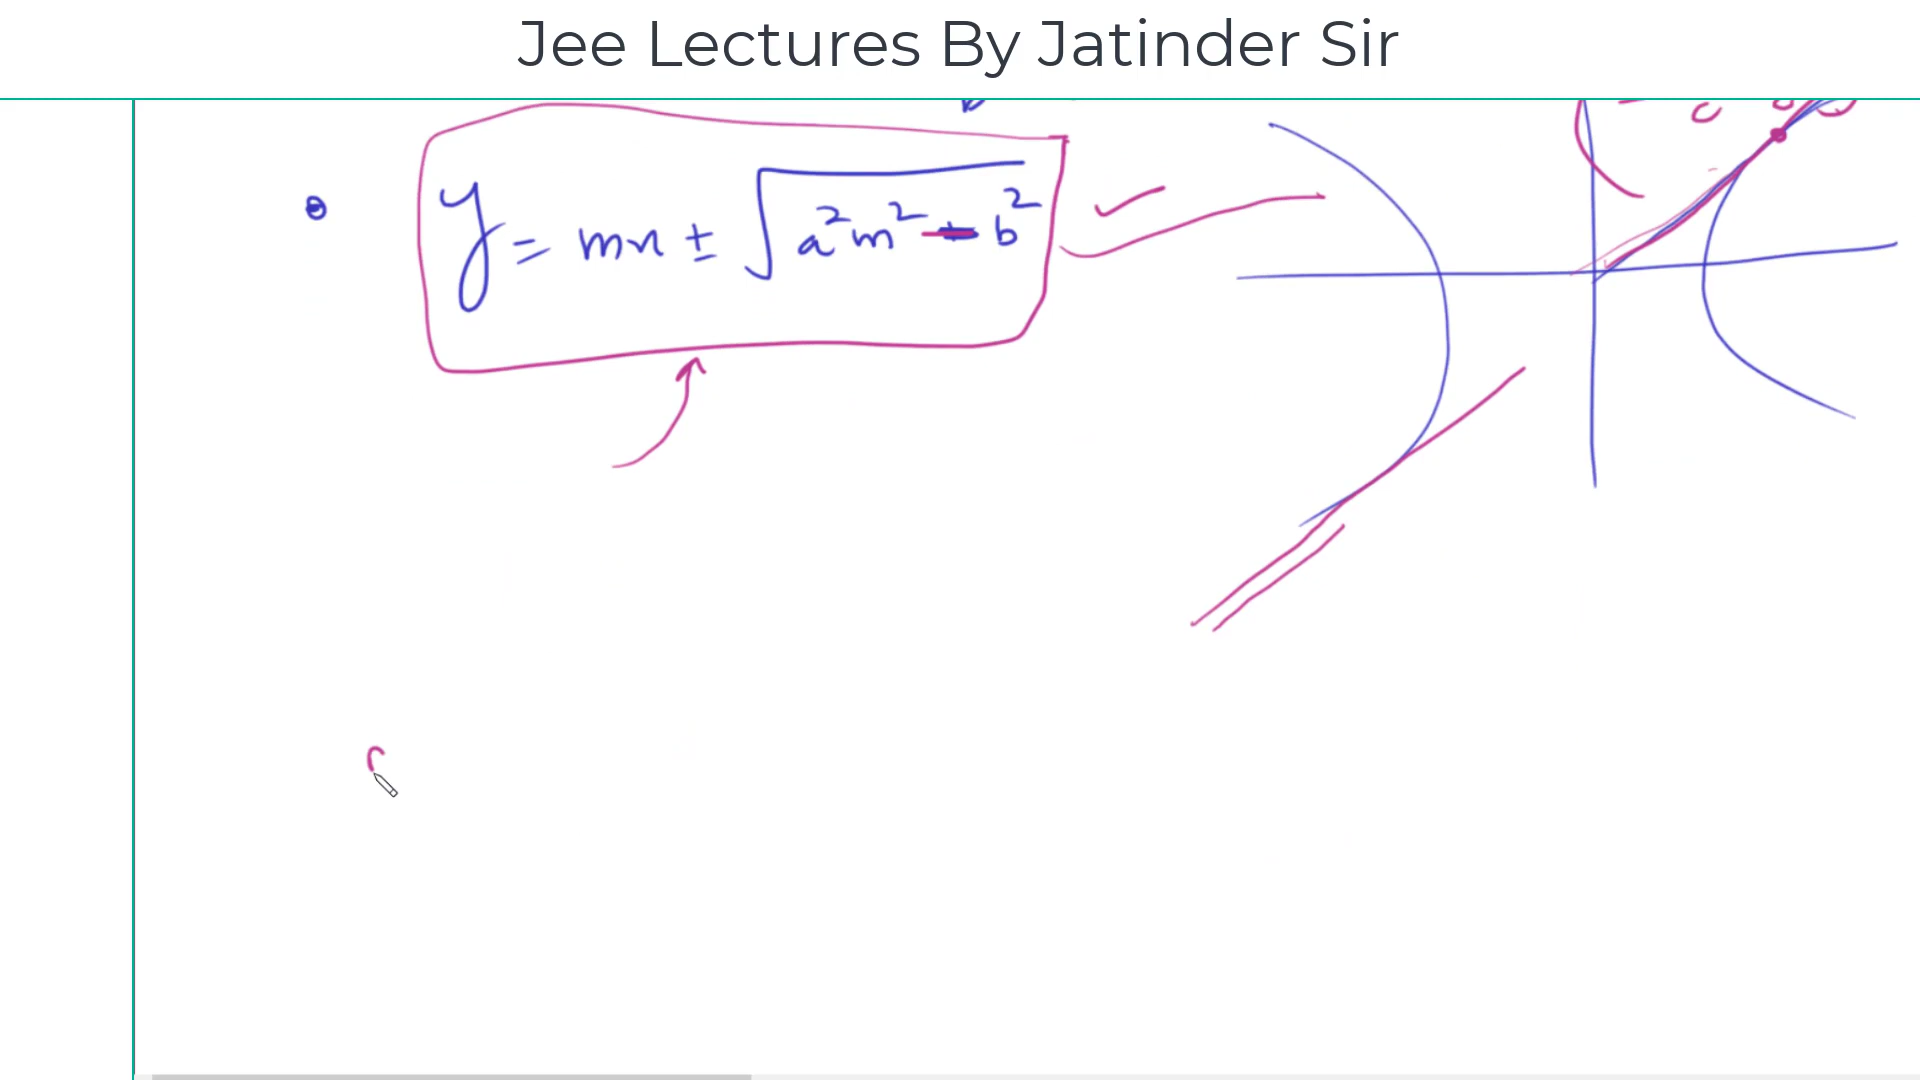 Jee Lectures By Jatinder Sir
y = mx ± √a²m² - b²